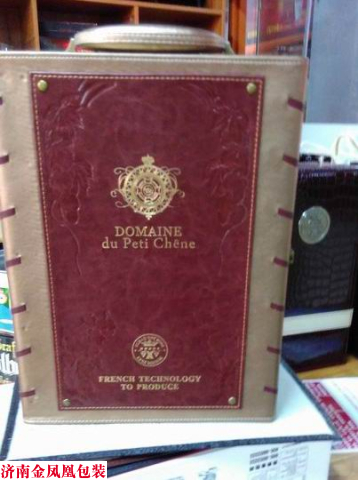 DOMAINE
du Peti Chêne
FRENCH TECHNOLOGY
TO PRODUCE
济南金凤凰包装